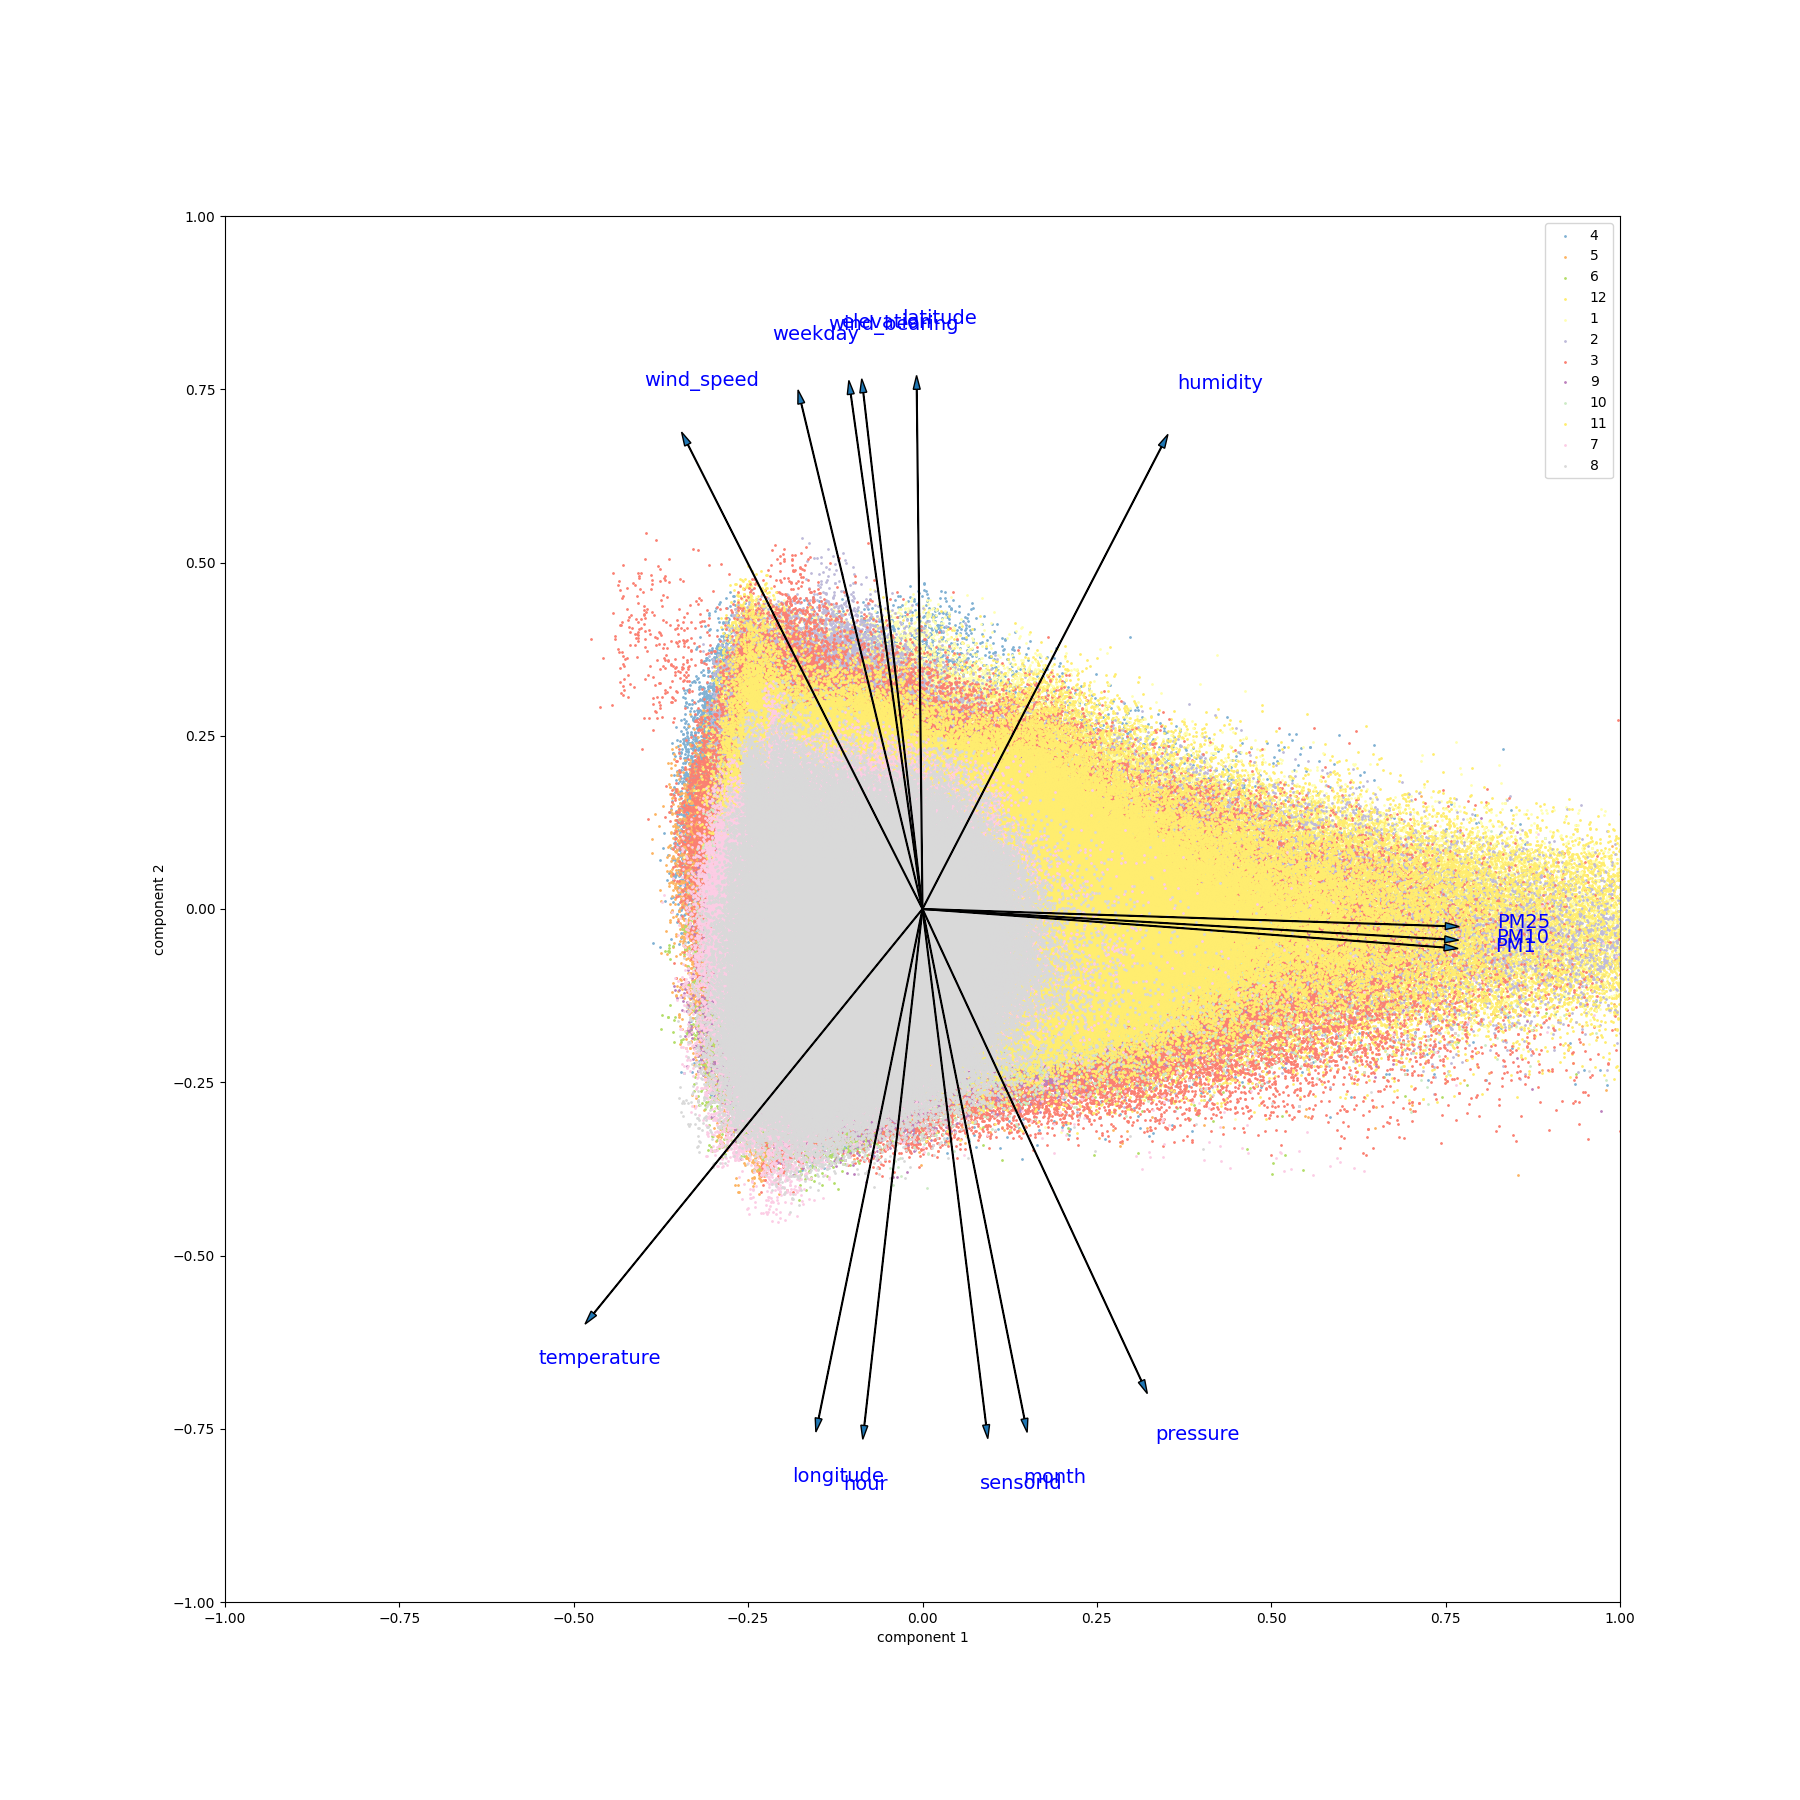 1.00
0.75
0.50
0.25
0.00
−0.25
−0.50
−0.75
−1.00
component 2
−1.00
−0.75
−0.50
−0.25
0.00
0.25
0.50
0.75
1.00
component 1
4
5
6
12
1
2
3
9
10
11
7
8
latitude
elevation
wind_bearing
weekday
wind_speed
humidity
PM25
PM10
PM1
temperature
pressure
longitude
hour
sensorid
month